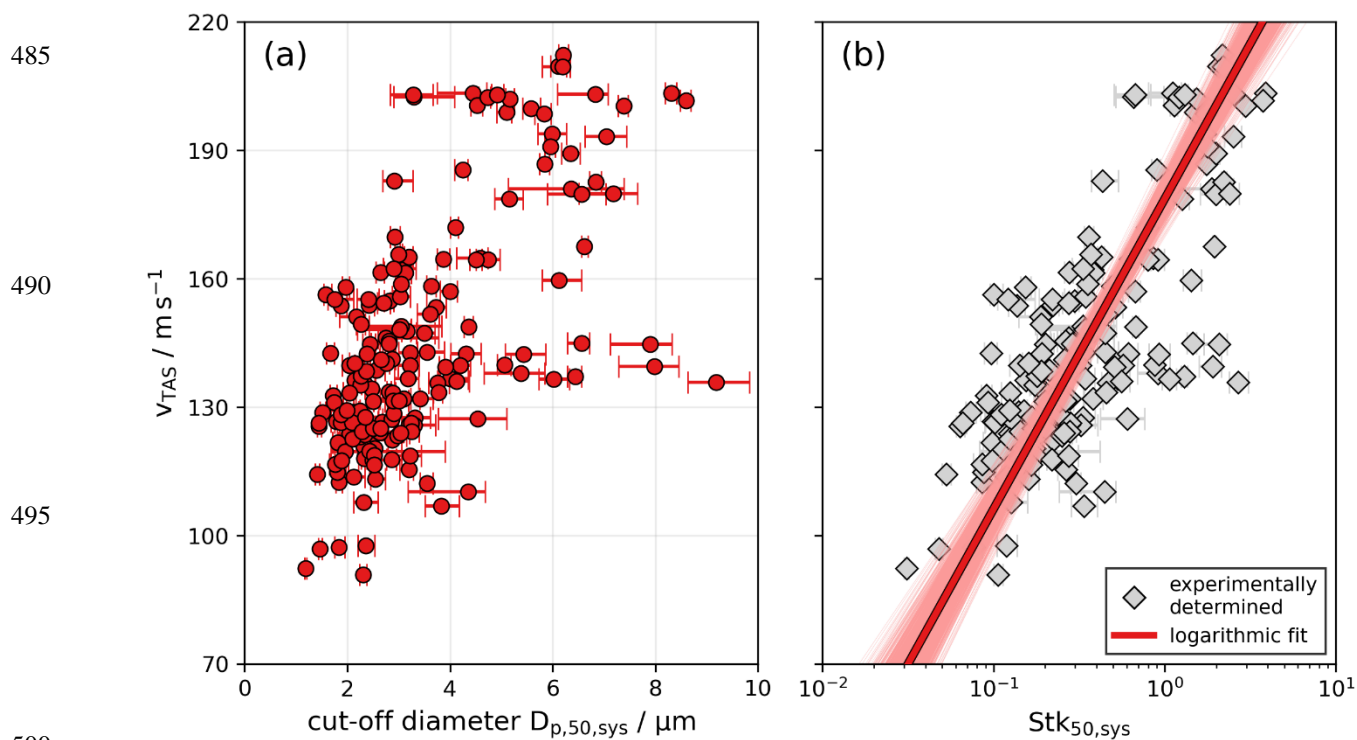 485
490
495
(a)
220
190
160
130
100
70
v_TAS / m s⁻¹
0
2
4
6
8
10
cut-off diameter D_p,50,sys / μm
(b)
experimentally
determined
logarithmic fit
10⁻²
10⁻¹
10⁰
10¹
Stk_50,sys